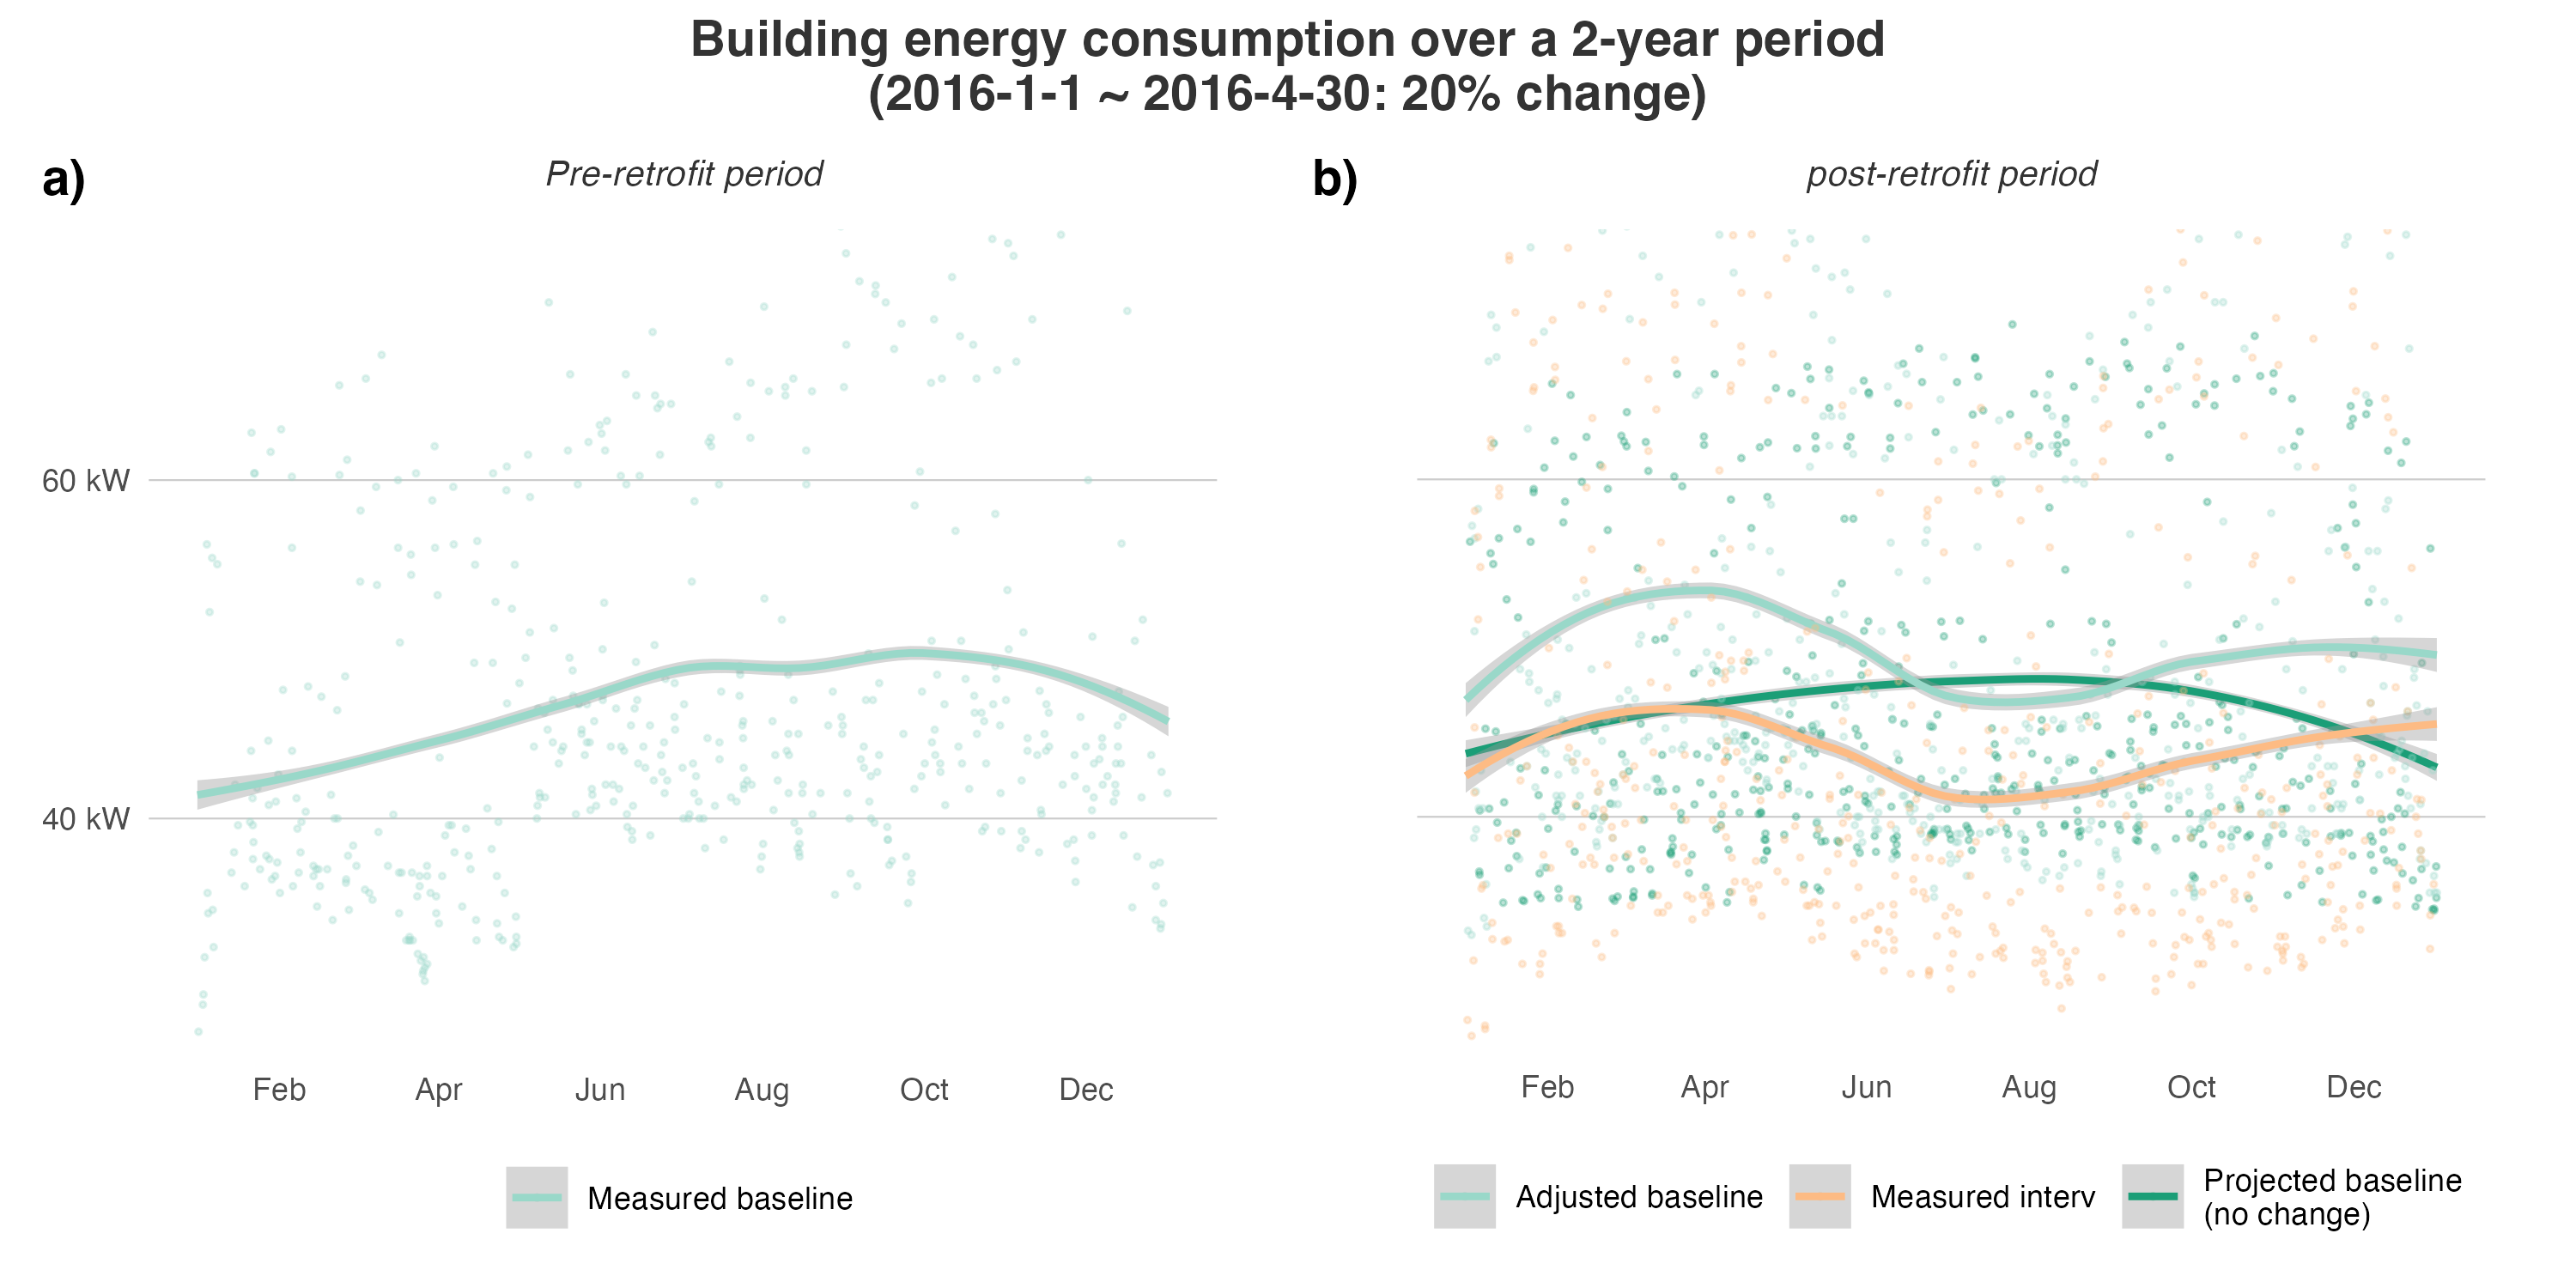 Building energy consumption over a 2-year period
(2016-1-1 ~ 2016-4-30: 20% change)
a)
Pre-retrofit period
60 kW
40 kW
Feb Apr Jun Aug Oct Dec
Measured baseline
b)
post-retrofit period
Feb Apr Jun Aug Oct Dec
Adjusted baseline
Measured interv
Projected baseline
(no change)